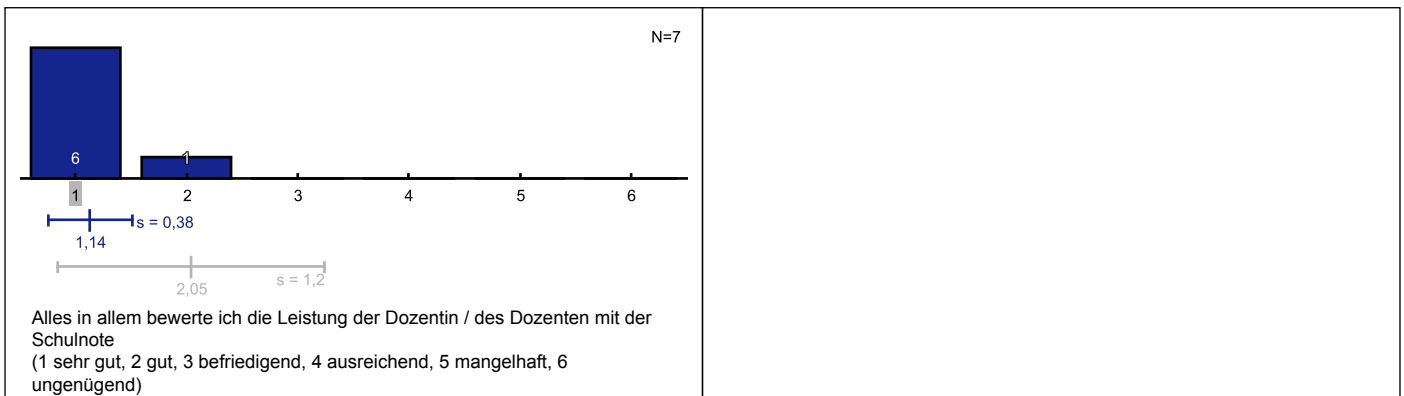 N=7
6
1
1 2 3 4 5 6
s = 0,38
1,14
s = 1,2
2,05
Alles in allem bewerte ich die Leistung der Dozentin / des Dozenten mit der
Schulnote
(1 sehr gut, 2 gut, 3 befriedigend, 4 ausreichend, 5 mangelhaft, 6
ungenügend)